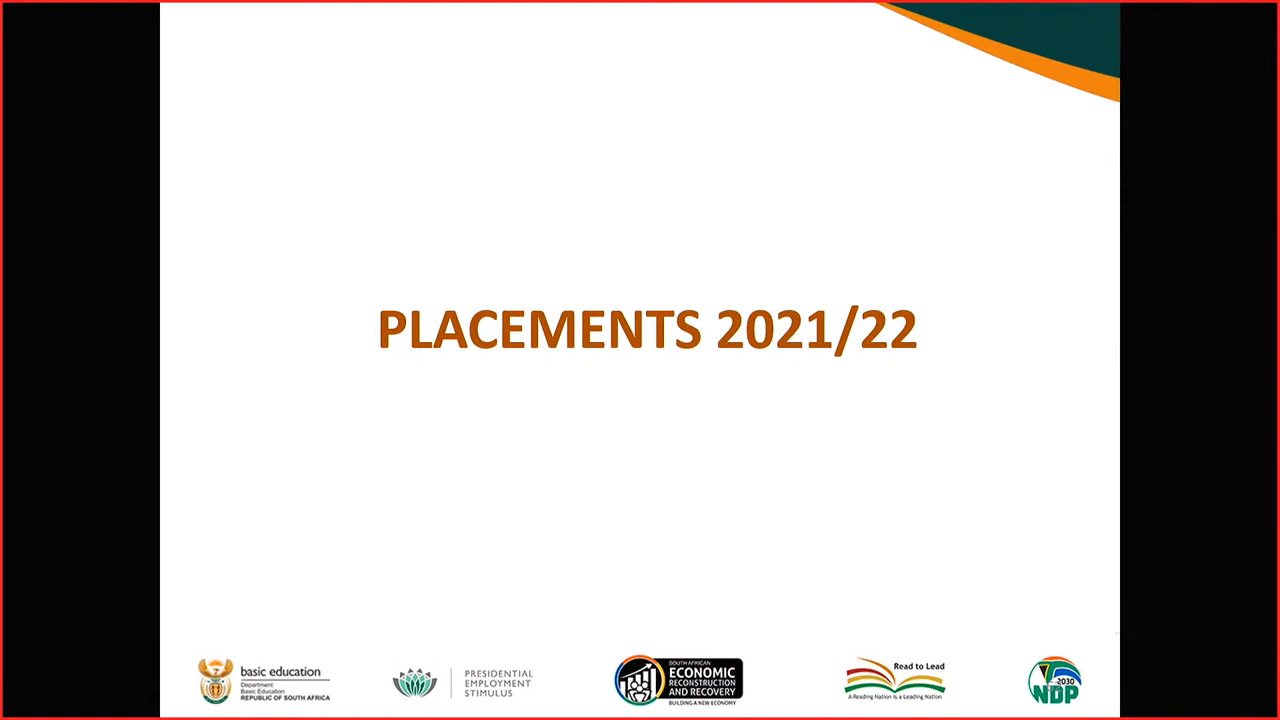 PLACEMENTS 2021/22
basic education
Department:
Basic Education
REPUBLIC OF SOUTH AFRICA
PRESIDENTIAL
EMPLOYMENT
STIMULUS
SOUTH AFRICAN
ECONOMIC
RECONSTRUCTION
AND RECOVERY
BUILDING A NEW ECONOMY
Read to Lead
A Reading Nation is a Leading Nation
2030
NDP